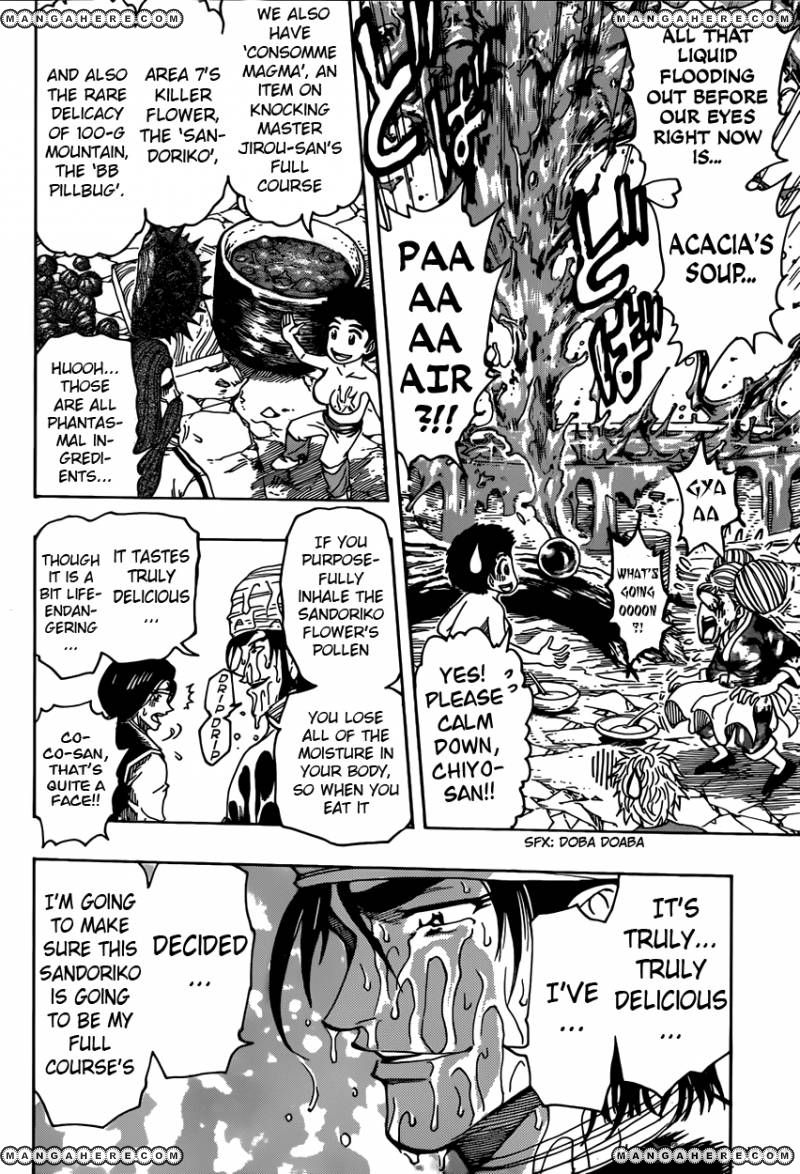 MANGAHERE.COM
MANGAHERE.COM
ALL THAT
LIQUID
FLOODING
OUT BEFORE
OUR EYES
RIGHT NOW
IS...
ACACIA'S
SOUP...
ドバ
ドバ
PAA
AA
AA
AIR
?!!
GYA
AA
WHAT'S
GOING
OOOON
?!
YES!
PLEASE
CALM
DOWN,
CHIYO-
SAN!!
SFX: DOBA DOABA
WE ALSO
HAVE
'CONSOMME
MAGMA', AN
ITEM ON
KNOCKING
MASTER
JIROU-SAN'S
FULL
COURSE
AREA 7'S
KILLER
FLOWER,
THE 'SAN-
DORIKO',
AND ALSO
THE RARE
DELICACY
OF 100-G
MOUNTAIN,
THE 'BB
PILLBUG'.
HUOOH...
THOSE
ARE ALL
PHANTAS-
MAL IN-
GREDI-
ENTS...
IF YOU
PURPOSE-
FULLY
INHALE THE
SANDORIKO
FLOWER'S
POLLEN
YOU LOSE
ALL OF THE
MOISTURE IN
YOUR BODY,
SO WHEN YOU
EAT IT
DRIP DRIP
IT TASTES
TRULY
DELICIOUS
...
THOUGH
IT IS A
BIT LIFE-
ENDAN-
GERING
...
CO-
CO-SAN,
THAT'S
QUITE A
FACE!!
IT'S
TRULY...
TRULY
DELICIOUS
...
I'VE
...
DECIDED
...
I'M GOING
TO MAKE
SURE THIS
SANDORIKO
IS GOING
TO BE MY
FULL
COURSE'S
MANGAHERE.COM
MANGAHERE.COM